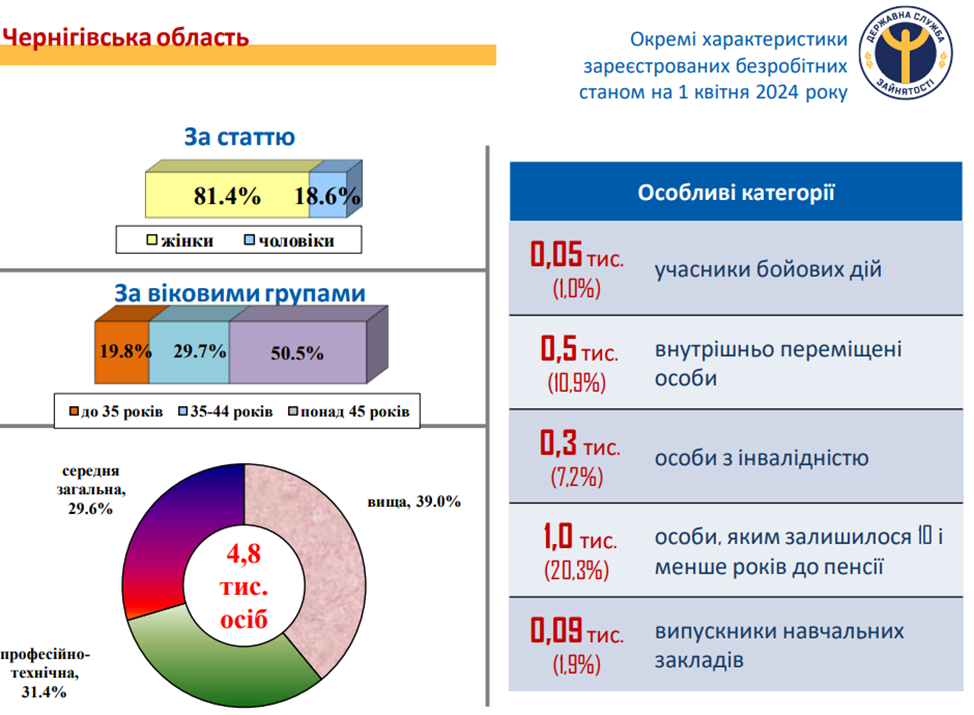 Чернігівська область
Окремі характеристики
зареєстрованих безробітних
станом на 1 квітня 2024 року
ДЕРЖАВНА СЛУЖБА
ЗАЙНЯТОСТІ
За статтю
81.4% 18.6%
жінки чоловіки
За віковими групами
19.8% 29.7% 50.5%
до 35 років 35-44 років понад 45 років
середня
загальна,
29.6%
вища, 39.0%
4,8
тис.
осіб
професійно-
технічна,
31.4%
Особливі категорії
0,05 тис.
(1,0%)
учасники бойових дій
0,5 тис.
(10,9%)
внутрішньо переміщені
особи
0,3 тис.
(7,2%)
особи з інвалідністю
1,0 тис.
(20,3%)
особи, яким залишилося 10 і
менше років до пенсії
0,09 тис.
(1,9%)
випускники навчальних
закладів